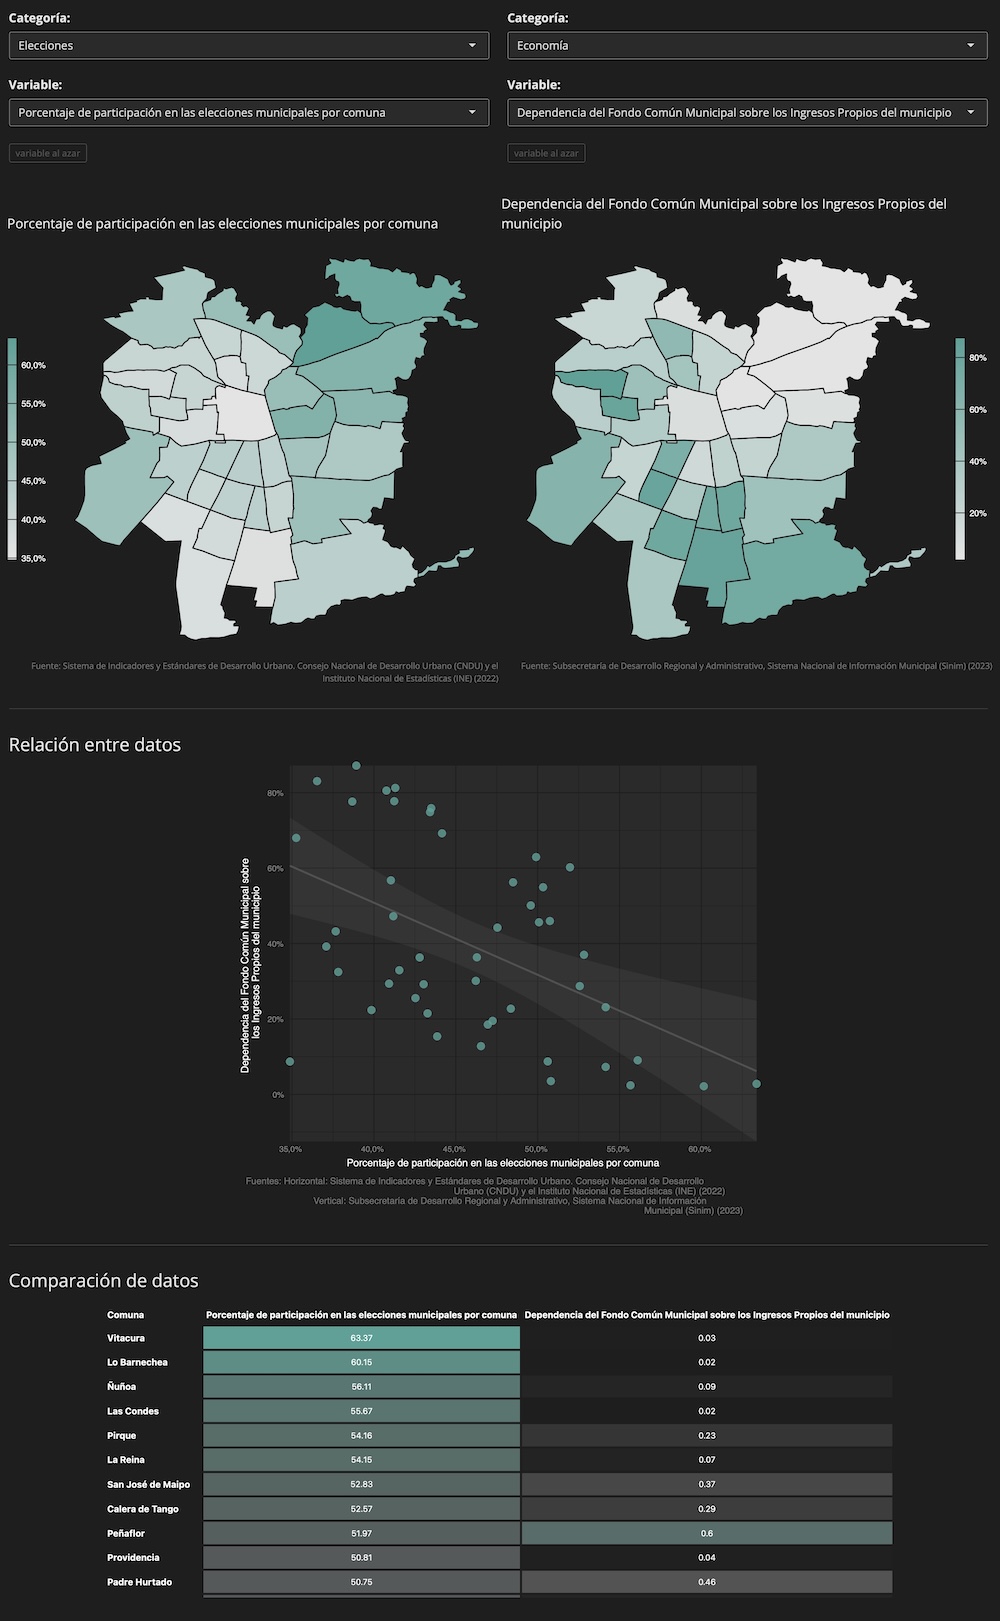 Categoría:
Elecciones
Variable:
Porcentaje de participación en las elecciones municipales por comuna
variable al azar
Categoría:
Economía
Variable:
Dependencia del Fondo Común Municipal sobre los Ingresos Propios del municipio
variable al azar
Porcentaje de participación en las elecciones municipales por comuna
60,0%
55,0%
50,0%
45,0%
40,0%
35,0%
Fuente: Sistema de Indicadores y Estándares de Desarrollo Urbano. Consejo Nacional de Desarrollo Urbano (CNDU) y el
Instituto Nacional de Estadísticas (INE) (2022)
Dependencia del Fondo Común Municipal sobre los Ingresos Propios del
municipio
80%
60%
40%
20%
Fuente: Subsecretaría de Desarrollo Regional y Administrativo, Sistema Nacional de Información Municipal (Sinim) (2023)
Relación entre datos
Dependencia del Fondo Común Municipal sobre
los Ingresos Propios del municipio
80%
60%
40%
20%
0%
35,0% 40,0% 45,0% 50,0% 55,0% 60,0%
Porcentaje de participación en las elecciones municipales por comuna
Fuentes: Horizontal: Sistema de Indicadores y Estándares de Desarrollo Urbano. Consejo Nacional de Desarrollo
Urbano (CNDU) y el Instituto Nacional de Estadísticas (INE) (2022)
Vertical: Subsecretaría de Desarrollo Regional y Administrativo, Sistema Nacional de Información
Municipal (Sinim) (2023)
Comparación de datos
Comuna Porcentaje de participación en las elecciones municipales por comuna Dependencia del Fondo Común Municipal sobre los Ingresos Propios del municipio
Vitacura 63.37 0.03
Lo Barnechea 60.15 0.02
Ñuñoa 56.11 0.09
Las Condes 55.67 0.02
Pirque 54.16 0.23
La Reina 54.15 0.07
San José de Maipo 52.83 0.37
Calera de Tango 52.57 0.29
Peñaflor 51.97 0.6
Providencia 50.81 0.04
Padre Hurtado 50.75 0.46